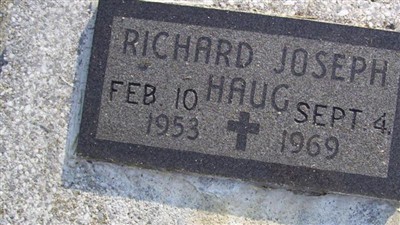 RICHARD JOSEPH
HAUG
FEB. 10 SEPT. 4,
1953 1969